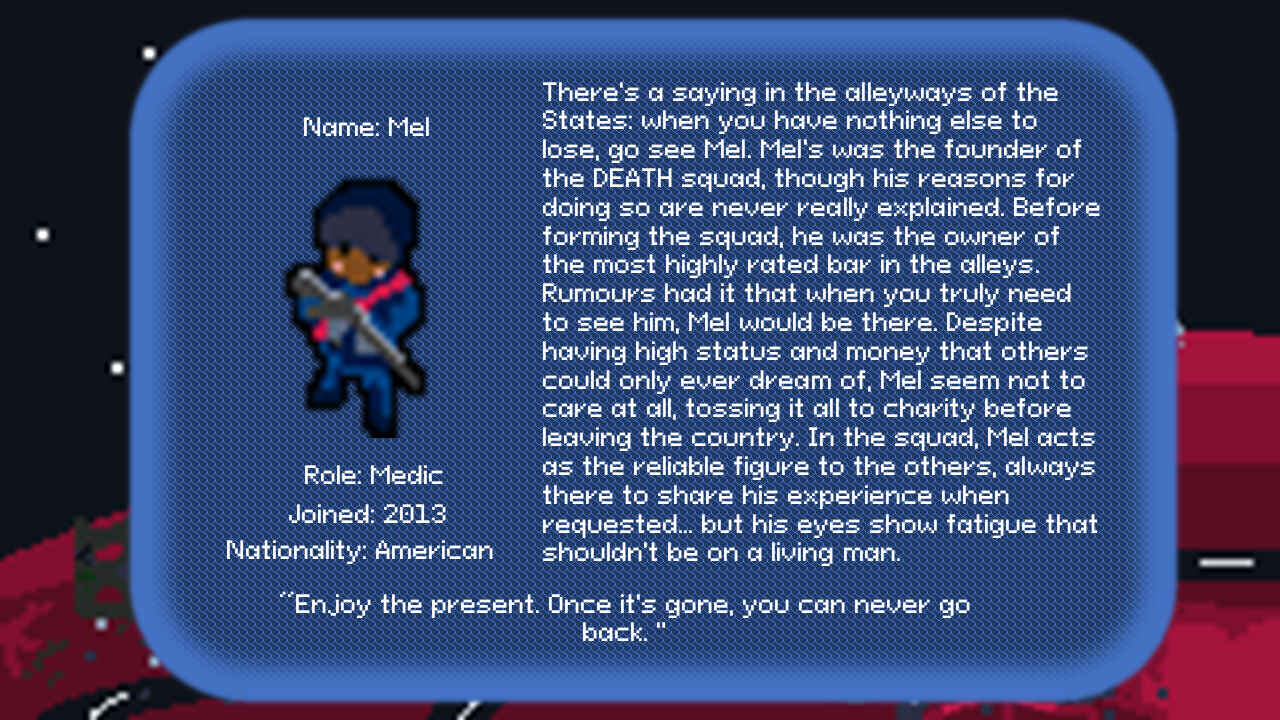 Name: Mel
Role: Medic
Joined: 2013
Nationality: American
There's a saying in the alleyways of the
States: when you have nothing else to
lose, go see Mel. Mel's was the founder of
the DEATH squad, though his reasons for
doing so are never really explained. Before
forming the squad, he was the owner of
the most highly rated bar in the alleys.
Rumours had it that when you truly need
to see him, Mel would be there. Despite
having high status and money that others
could only ever dream of, Mel seem not to
care at all, tossing it all to charity before
leaving the country. In the squad, Mel acts
as the reliable figure to the others, always
there to share his experience when
requested... but his eyes show fatigue that
shouldn't be on a living man.
"Enjoy the present. Once it's gone, you can never go
back. "